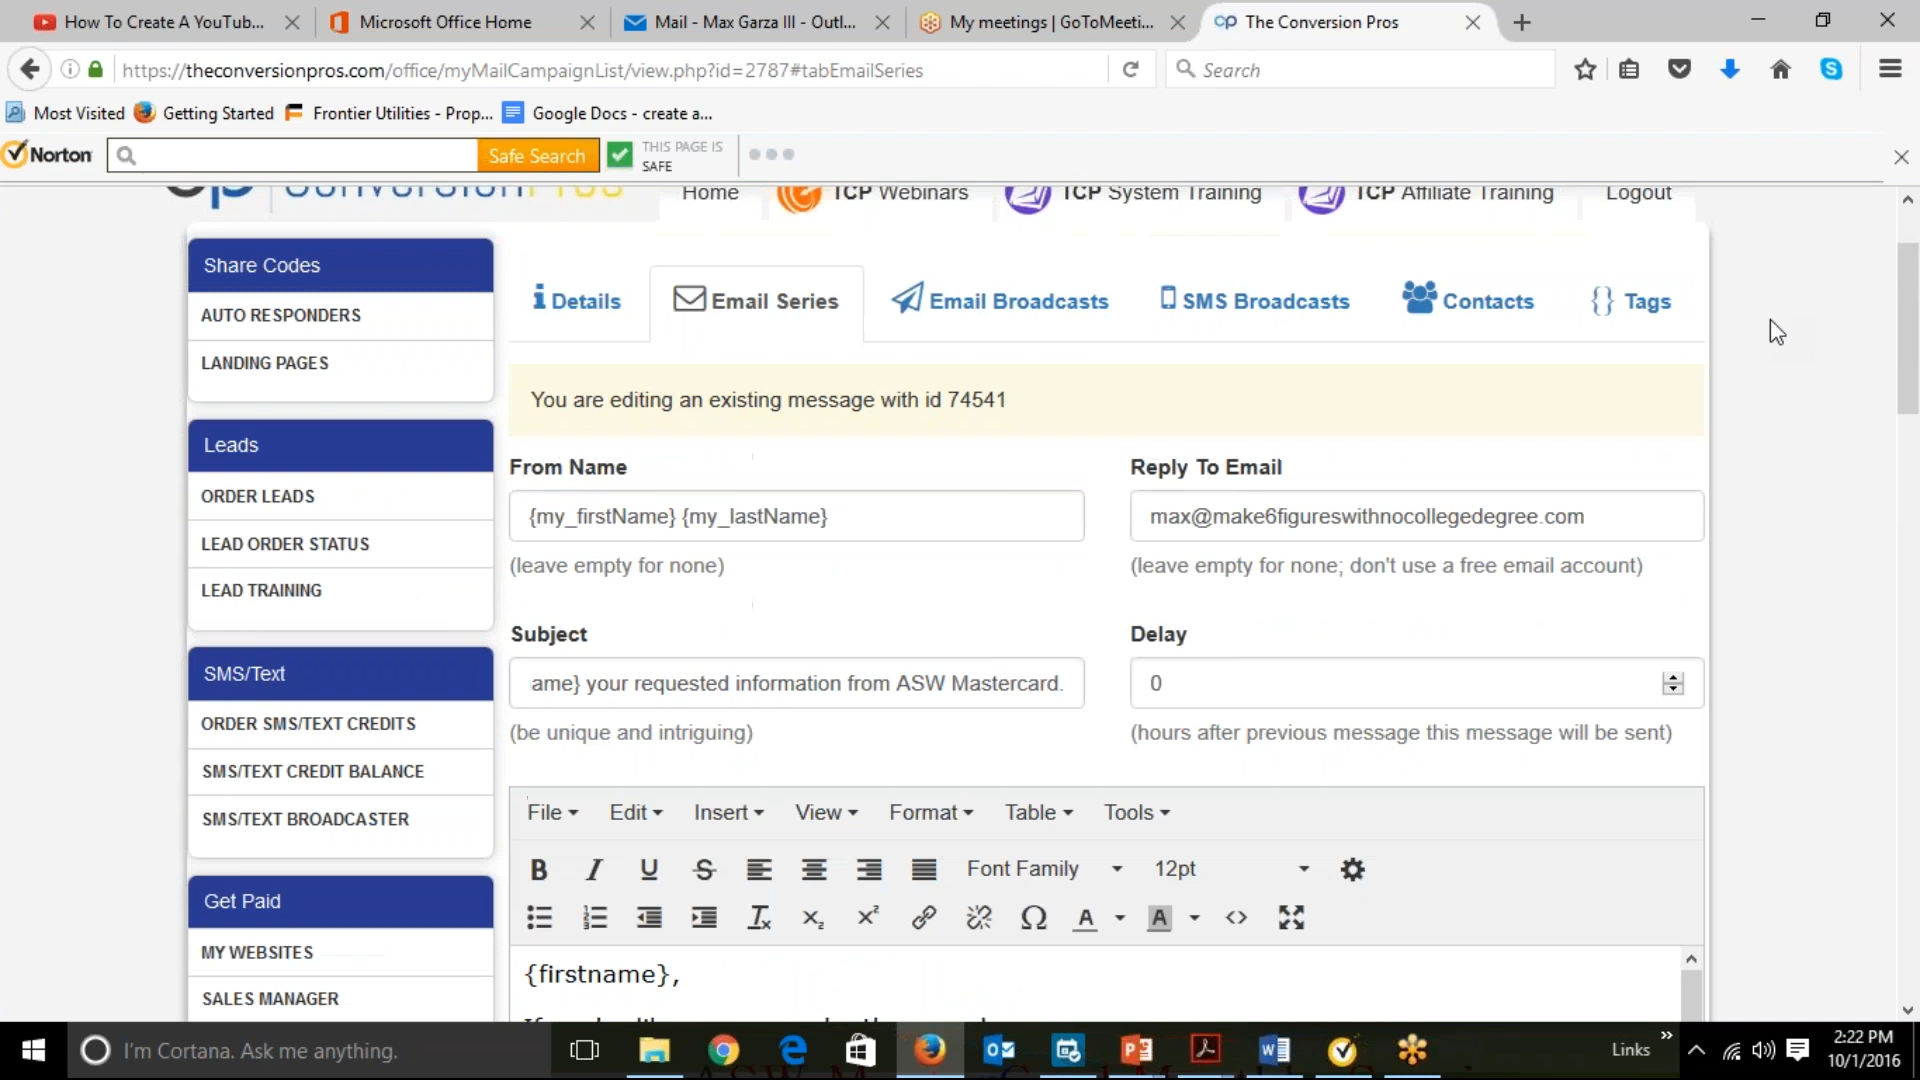 How To Create A YouTub...
Microsoft Office Home
Mail - Max Garza III - Outl...
My meetings | GoToMeeti...
cp The Conversion Pros
https://theconversionpros.com/office/myMailCampaignList/view.php?id=2787#tabEmailSeries
Search
Most Visited
Getting Started
Frontier Utilities - Prop...
Google Docs - create a...
Norton
Safe Search
THIS PAGE IS
SAFE
cp ConversionPros
Home
TCP Webinars
TCP System Training
TCP Affiliate Training
Logout
Share Codes
AUTO RESPONDERS
LANDING PAGES
Leads
ORDER LEADS
LEAD ORDER STATUS
LEAD TRAINING
SMS/Text
ORDER SMS/TEXT CREDITS
SMS/TEXT CREDIT BALANCE
SMS/TEXT BROADCASTER
Get Paid
MY WEBSITES
SALES MANAGER
Details
Email Series
Email Broadcasts
SMS Broadcasts
Contacts
{} Tags
You are editing an existing message with id 74541
From Name
Reply To Email
{my_firstName} {my_lastName}
max@make6figureswithnocollegedegree.com
(leave empty for none)
(leave empty for none; don't use a free email account)
Subject
Delay
ame} your requested information from ASW Mastercard.
0
(be unique and intriguing)
(hours after previous message this message will be sent)
File
Edit
Insert
View
Format
Table
Tools
Font Family
12pt
{firstname},
I'm Cortana. Ask me anything.
Links
2:22 PM
10/1/2016